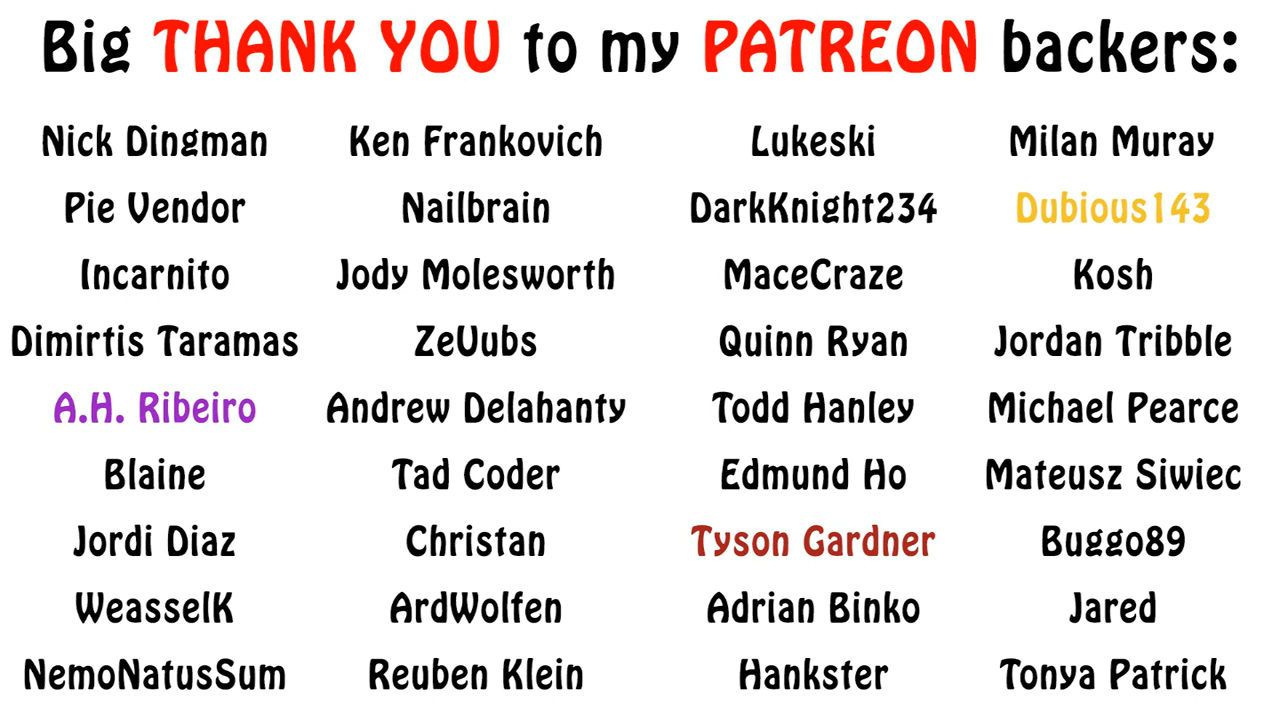 Big THANK YOU to my PATREON backers:
Nick Dingman Ken Frankovich Lukeski Milan Muray
Pie Vendor Nailbrain DarkKnight234 Dubious143
Incarnito Jody Molesworth MaceCraze Kosh
Dimirtis Taramas ZeVubs Quinn Ryan Jordan Tribble
A.H. Ribeiro Andrew Delahanty Todd Hanley Michael Pearce
Blaine Tad Coder Edmund Ho Mateusz Siwiec
Jordi Diaz Christan Tyson Gardner Buggo89
WeasselK ArdWolfen Adrian Binko Jared
NemoNatusSum Reuben Klein Hankster Tonya Patrick